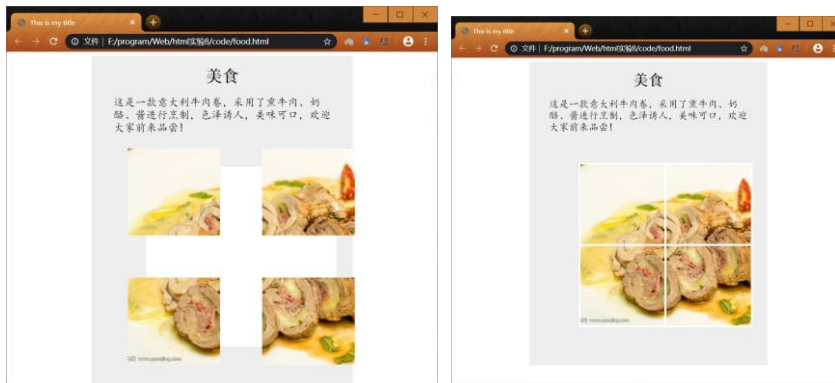 This is my title
文件 F:/program/Web/html实验8/code/food.html
美食
这是一款意大利牛肉卷，采用了熏牛肉、奶
酪、酱进行烹制，色泽诱人，美味可口，欢迎
大家前来品尝！
This is my title
文件 F:/program/Web/html实验8/code/food.html
美食
这是一款意大利牛肉卷，采用了熏牛肉、奶
酪、酱进行烹制，色泽诱人，美味可口，欢迎
大家前来品尝！